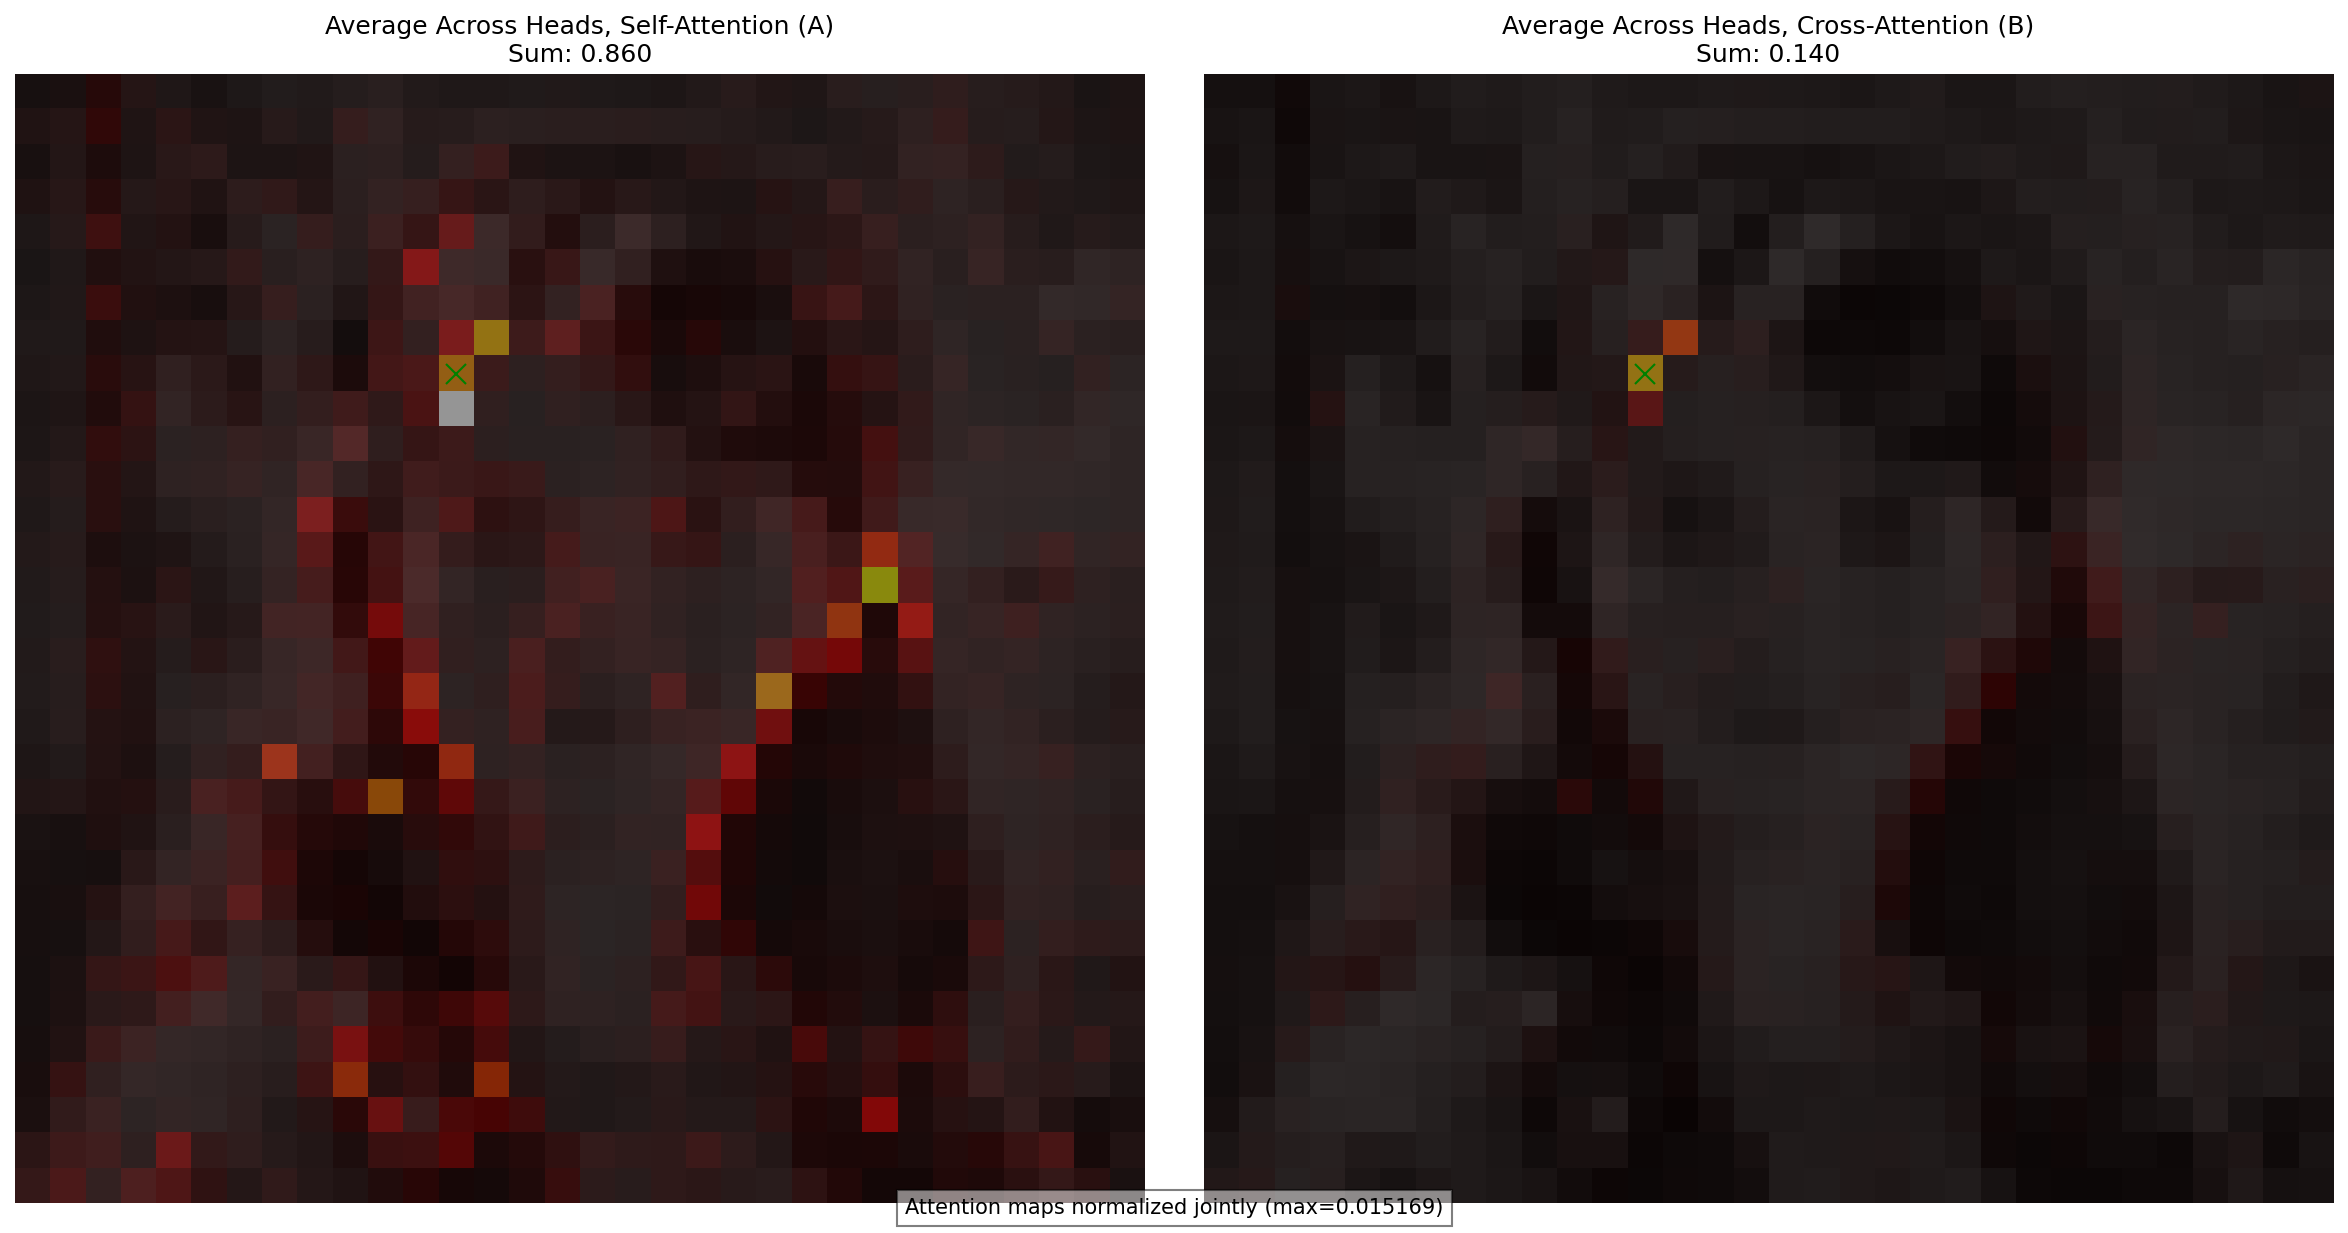 Average Across Heads, Self-Attention (A)
Sum: 0.860
Average Across Heads, Cross-Attention (B)
Sum: 0.140
Attention maps normalized jointly (max=0.015169)